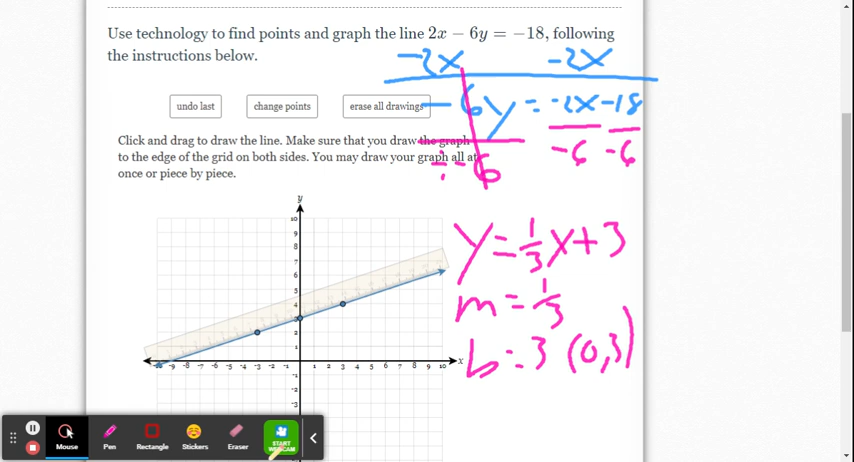 Use technology to find points and graph the line 2x − 6y = −18, following
the instructions below.
-2x -2x
undo last change points erase all drawings
-6y = -2x -18
÷-6 -6 -6
Click and drag to draw the line. Make sure that you draw the graph
to the edge of the grid on both sides. You may draw your graph all at
once or piece by piece.
y = 1/3 x + 3
m = 1/3
b = 3 (0,3)
y
10
9
8
7
6
5
4
3
2
1
-10 -9 -8 -7 -6 -5 -4 -3 -2 -1 1 2 3 4 5 6 7 8 9 10 x
-1
-2
-3
Mouse Pen Rectangle Stickers Eraser START WEBCAM